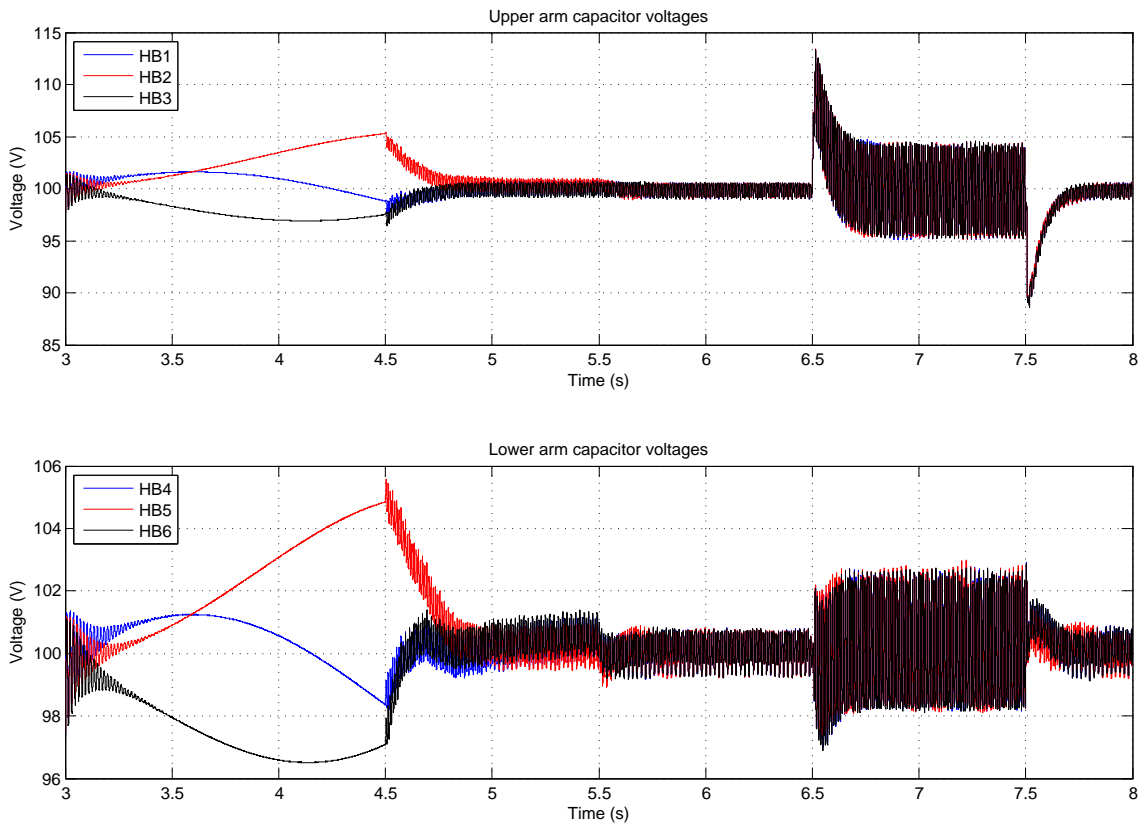 Upper arm capacitor voltages
115
110
105
100
95
90
85
Voltage (V)
HB1
HB2
HB3
3 3.5 4 4.5 5 5.5 6 6.5 7 7.5 8
Time (s)
Lower arm capacitor voltages
106
104
102
100
98
96
Voltage (V)
HB4
HB5
HB6
3 3.5 4 4.5 5 5.5 6 6.5 7 7.5 8
Time (s)